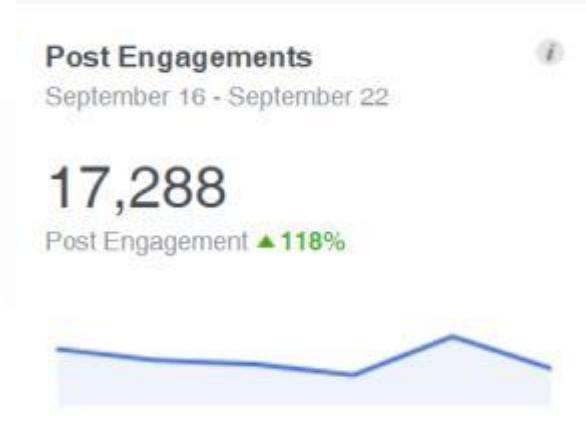 Post Engagements
i
September 16 - September 22
17,288
Post Engagement ▲ 118%